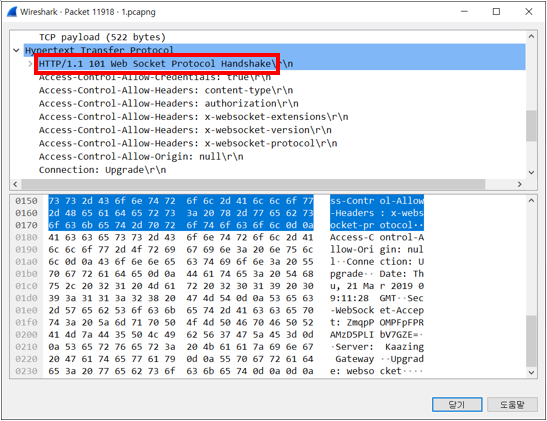 Wireshark · Packet 11918 · 1.pcapng
TCP payload (522 bytes)
Hypertext Transfer Protocol
HTTP/1.1 101 Web Socket Protocol Handshake\r\n
Access-Control-Allow-Credentials: true\r\n
Access-Control-Allow-Headers: content-type\r\n
Access-Control-Allow-Headers: authorization\r\n
Access-Control-Allow-Headers: x-websocket-extensions\r\n
Access-Control-Allow-Headers: x-websocket-version\r\n
Access-Control-Allow-Headers: x-websocket-protocol\r\n
Access-Control-Allow-Origin: null\r\n
Connection: Upgrade\r\n
0150 73 73 2d 43 6f 6e 74 72 6f 6c 2d 41 6c 6c 6f 77 ss-Contr ol-Allow
0160 2d 48 65 61 64 65 72 73 3a 20 78 2d 77 65 62 73 -Headers : x-webs
0170 6f 63 6b 65 74 2d 70 72 6f 74 6f 63 6f 6c 0d 0a ocket-pr otocol··
0180 41 63 63 65 73 73 2d 43 6f 6e 74 72 6f 6c 2d 41 Access-C ontrol-A
0190 6c 6c 6f 77 2d 4f 72 69 67 69 6e 3a 20 6e 75 6c llow-Ori gin: nul
01a0 6c 0d 0a 43 6f 6e 6e 65 63 74 69 6f 6e 3a 20 55 l··Conne ction: U
01b0 70 67 72 61 64 65 0d 0a 44 61 74 65 3a 20 54 68 pgrade·· Date: Th
01c0 75 2c 20 32 31 20 4d 61 72 20 32 30 31 39 20 30 u, 21 Ma r 2019 0
01d0 39 3a 31 31 3a 32 38 20 47 4d 54 0d 0a 53 65 63 9:11:28 GMT··Sec
01e0 2d 57 65 62 53 6f 63 6b 65 74 2d 41 63 63 65 70 -WebSock et-Accep
01f0 74 3a 20 5a 6d 71 70 50 4f 4d 50 46 70 46 50 52 t: ZmqpP OMPFpFPR
0200 41 4d 7a 44 35 50 4c 49 62 56 37 47 5a 45 3d 0d AMzD5PLI bV7GZE=·
0210 0a 53 65 72 76 65 72 3a 20 4b 61 61 7a 69 6e 67 ·Server: Kaazing
0220 20 47 61 74 65 77 61 79 0d 0a 55 70 67 72 61 64 Gateway ··Upgrad
0230 65 3a 20 77 65 62 73 6f 63 6b 65 74 0d 0a 0d 0a e: webso cket····
닫기 도움말